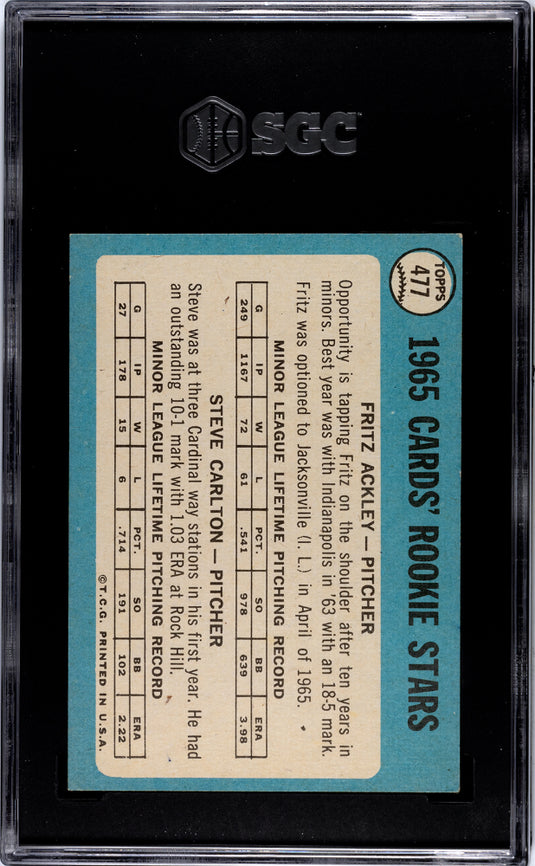 SGC
TOPPS
477
1965 CARDS' ROOKIE STARS
FRITZ ACKLEY — PITCHER
Opportunity is tapping Fritz on the shoulder after ten years in
minors. Best year was with Indianapolis in '63 with an 18-5 mark.
Fritz was optioned to Jacksonville (I. L.) in April of 1965.
MINOR LEAGUE LIFETIME PITCHING RECORD
G IP W L PCT. SO BB ERA
249 1167 72 61 .541 978 639 3.98
STEVE CARLTON — PITCHER
Steve was at three Cardinal way stations in his first year. He had
an outstanding 10-1 mark with 1.03 ERA at Rock Hill.
MINOR LEAGUE LIFETIME PITCHING RECORD
G IP W L PCT. SO BB ERA
27 178 15 6 .714 191 102 2.22
©T.C.G. PRINTED IN U.S.A.